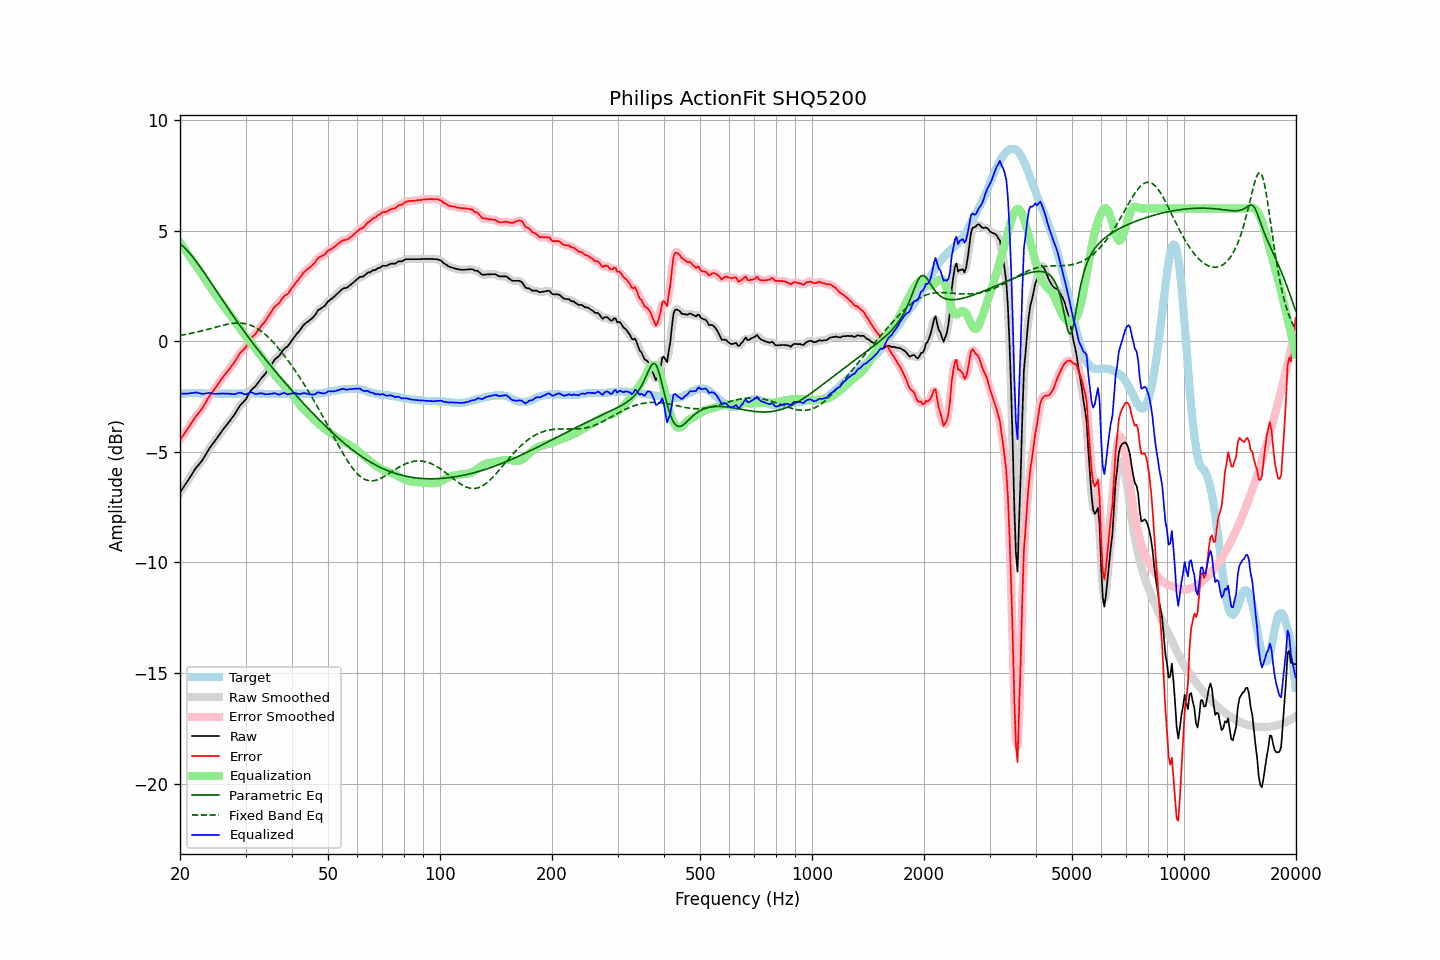 Philips ActionFit SHQ5200
Amplitude (dBr)
10
5
0
−5
−10
−15
−20
Target
Raw Smoothed
Error Smoothed
Raw
Error
Equalization
Parametric Eq
Fixed Band Eq
Equalized
20 50 100 200 500 1000 2000 5000 10000 20000
Frequency (Hz)